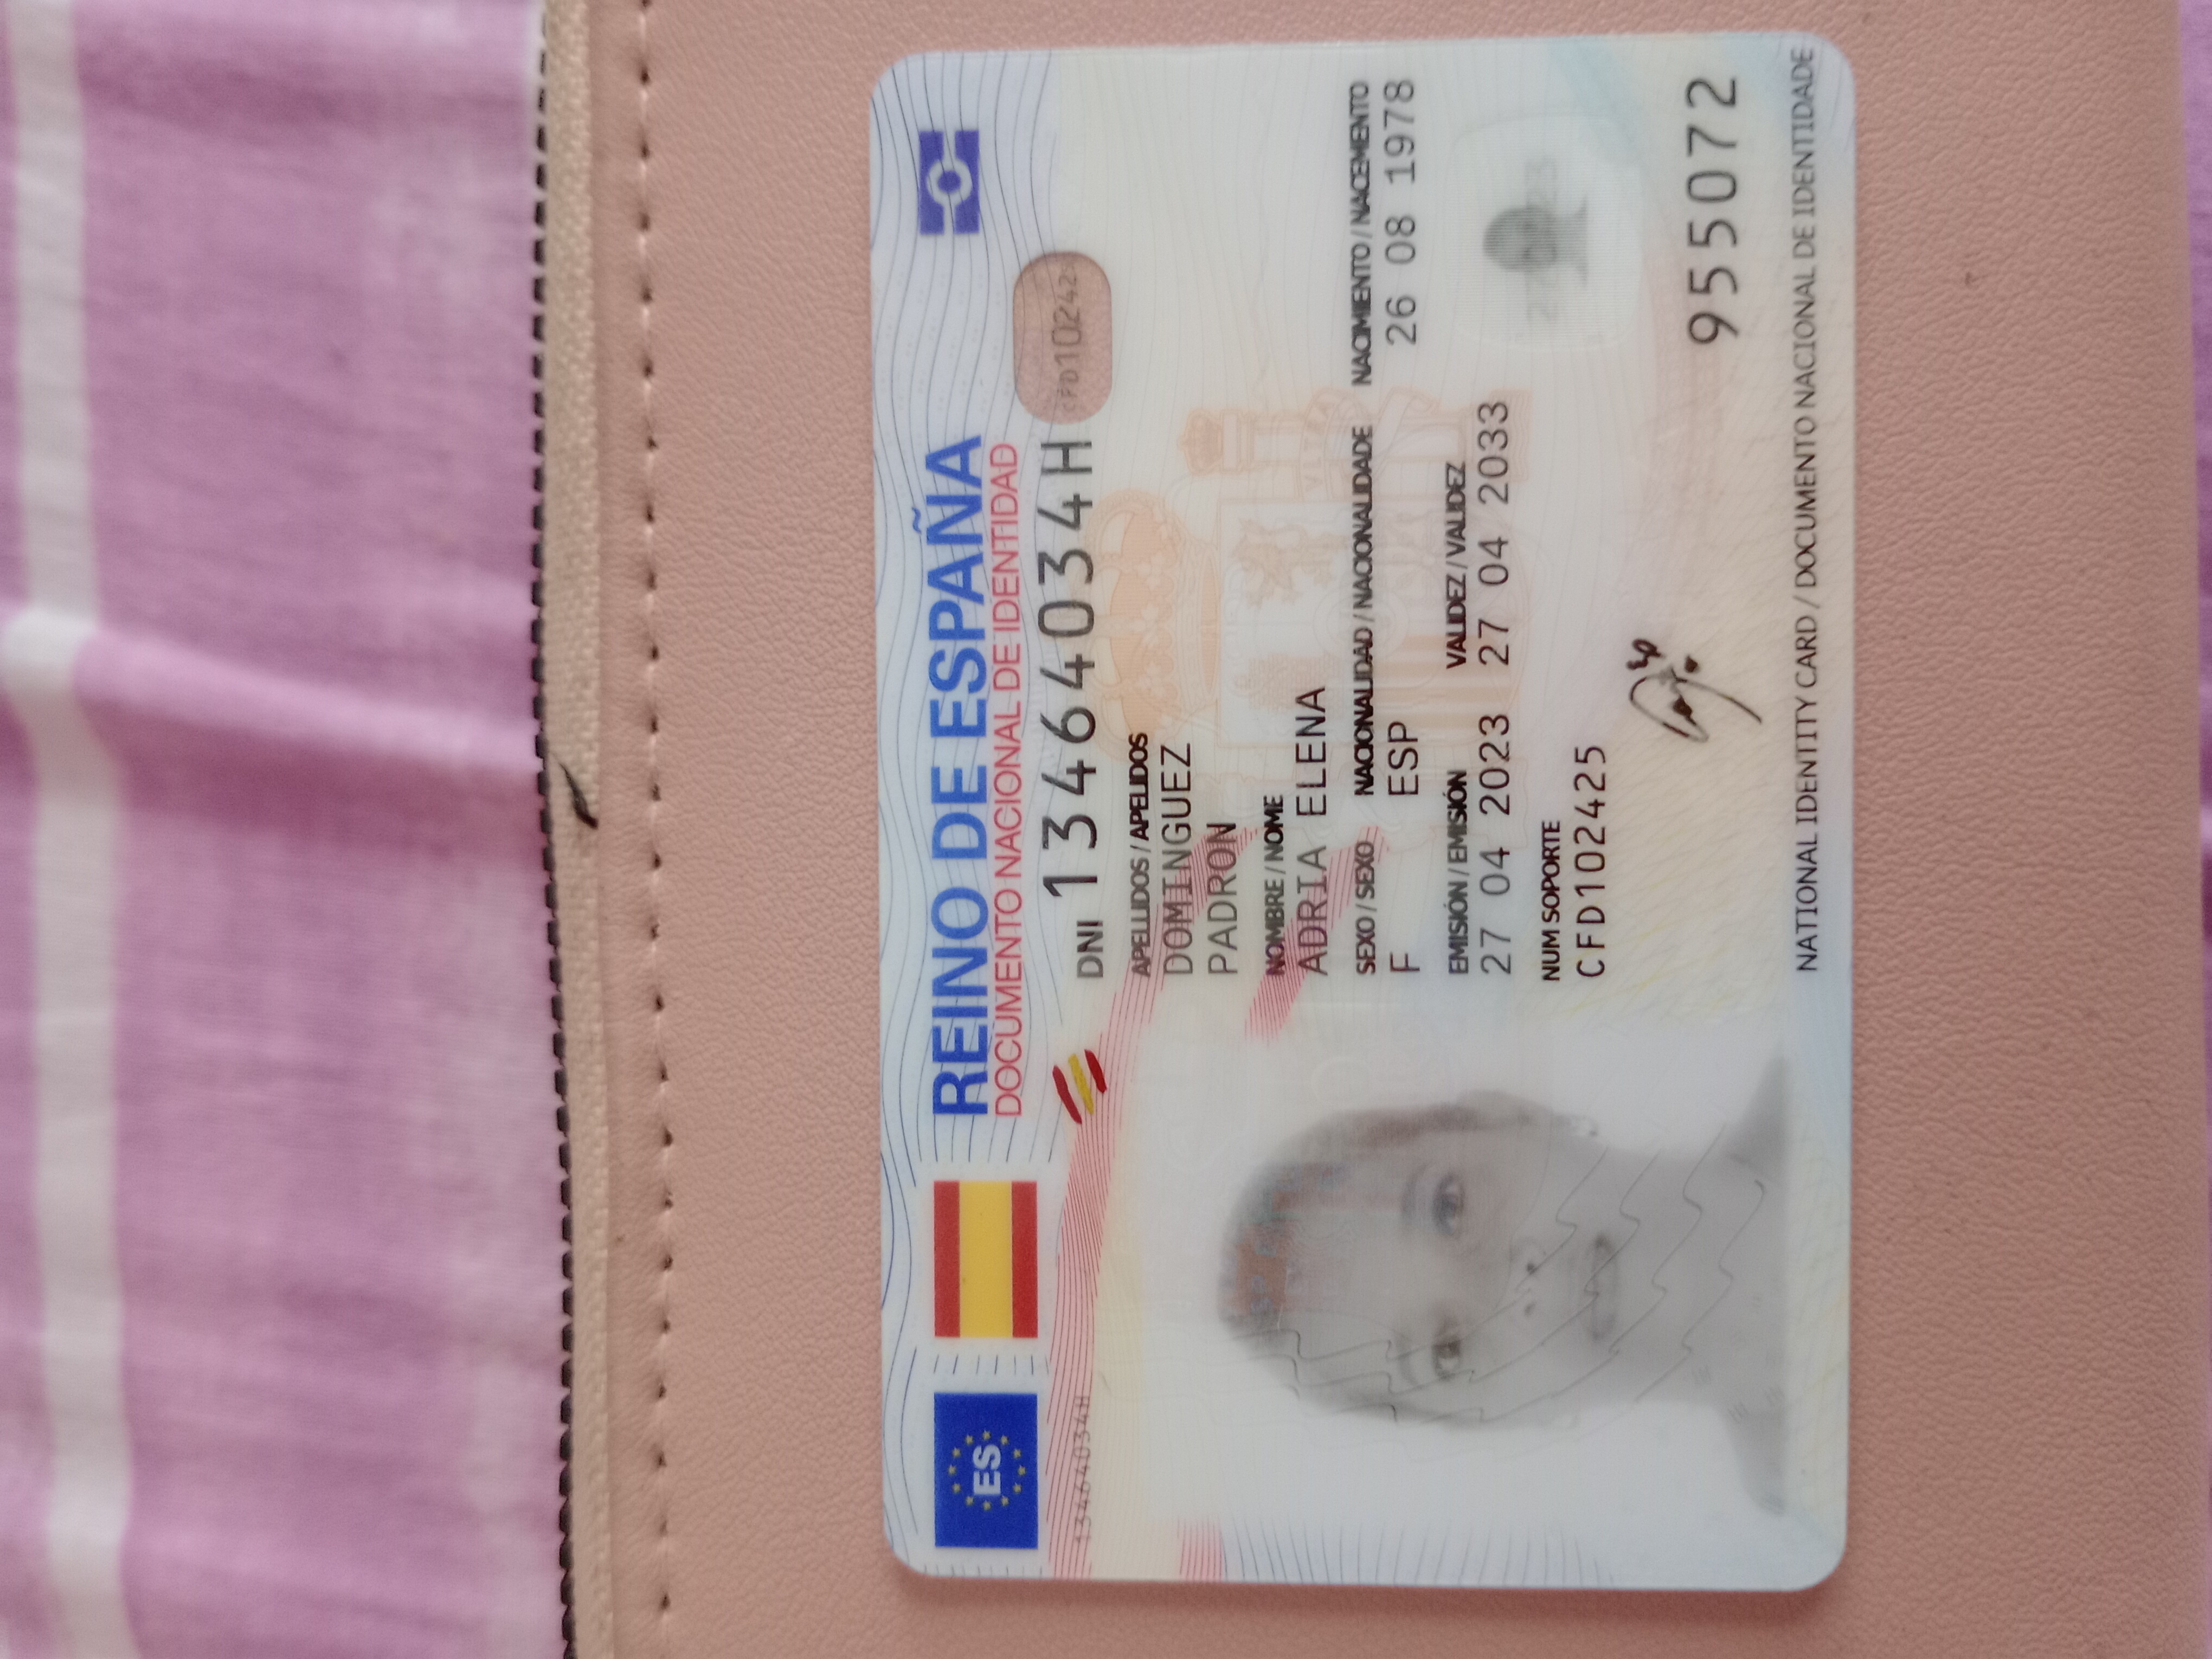 ES
REINO DE ESPAÑA
DOCUMENTO NACIONAL DE IDENTIDAD
13464034H
DNI 13464034H
CFD102425
APELLIDOS / APELIDOS
DOMINGUEZ
PADRON
NOMBRE / NOME
ADRIA ELENA
SEXO / SEXO NACIONALIDAD / NACIONALIDADE NACIMIENTO / NACEMENTO
F ESP 26 08 1978
EMISIÓN / EMISIÓN VALIDEZ / VALIDEZ
27 04 2023 27 04 2033
NUM SOPORTE
CFD102425
955072
NATIONAL IDENTITY CARD / DOCUMENTO NACIONAL DE IDENTIDADE